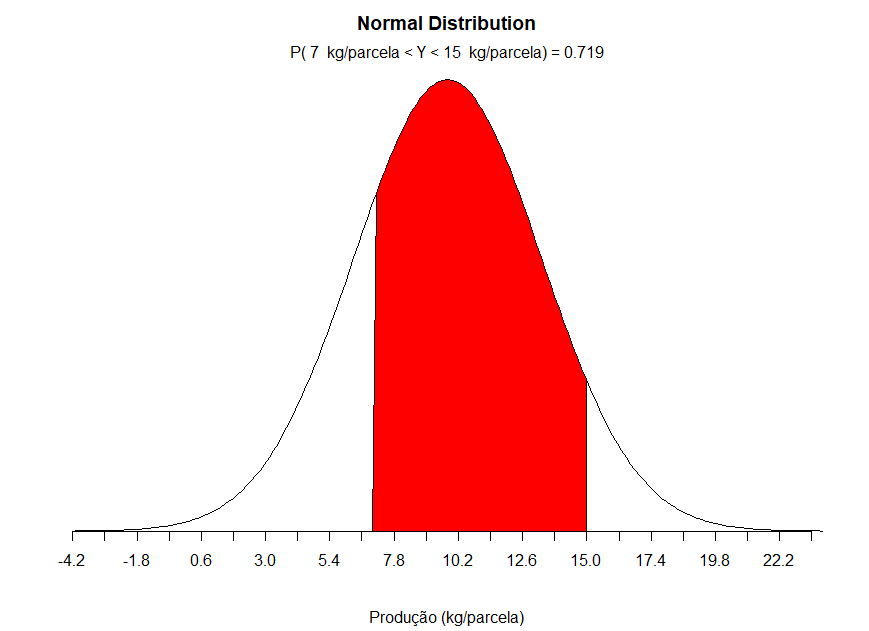 Normal Distribution
P( 7  kg/parcela < Y < 15  kg/parcela) = 0.719
-4.2 -1.8 0.6 3.0 5.4 7.8 10.2 12.6 15.0 17.4 19.8 22.2
Produção (kg/parcela)